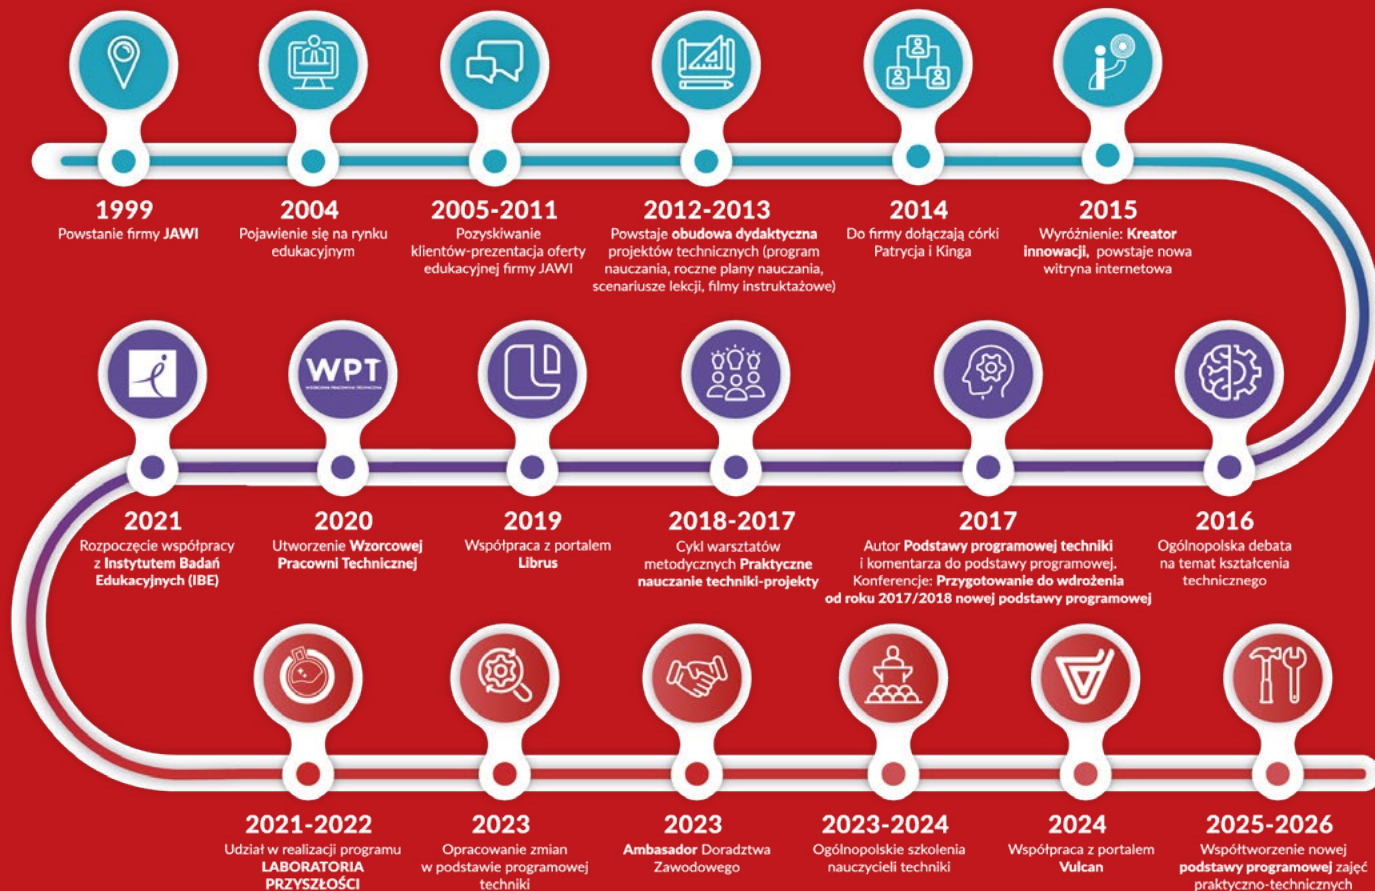 1999
Powstanie firmy JAWI
2004
Pojawienie się na rynku
edukacyjnym
2005-2011
Pozyskiwanie
klientów-prezentacja oferty
edukacyjnej firmy JAWI
2012-2013
Powstaje obudowa dydaktyczna
projektów technicznych (program
nauczania, roczne plany nauczania,
scenariusze lekcji, filmy instruktażowe)
2014
Do firmy dołączają córki
Patrycja i Kinga
2015
Wyróżnienie: Kreator
innowacji, powstaje nowa
witryna internetowa
2021
Rozpoczęcie współpracy
z Instytutem Badań
Edukacyjnych (IBE)
WPT
WZORCOWA PRACOWNIA TECHNICZNA
2020
Utworzenie Wzorcowej
Pracowni Technicznej
2019
Współpraca z portalem
Librus
2018-2017
Cykl warsztatów
metodycznych Praktyczne
nauczanie techniki-projekty
2017
Autor Podstawy programowej techniki
i komentarza do podstawy programowej.
Konferencje: Przygotowanie do wdrożenia
od roku 2017/2018 nowej podstawy programowej
2016
Ogólnopolska debata
na temat kształcenia
technicznego
2021-2022
Udział w realizacji programu
LABORATORIA
PRZYSZŁOŚCI
2023
Opracowanie zmian
w podstawie programowej
techniki
2023
Ambasador Doradztwa
Zawodowego
2023-2024
Ogólnopolskie szkolenia
nauczycieli techniki
2024
Współpraca z portalem
Vulcan
2025-2026
Współtworzenie nowej
podstawy programowej zajęć
praktyczno-technicznych